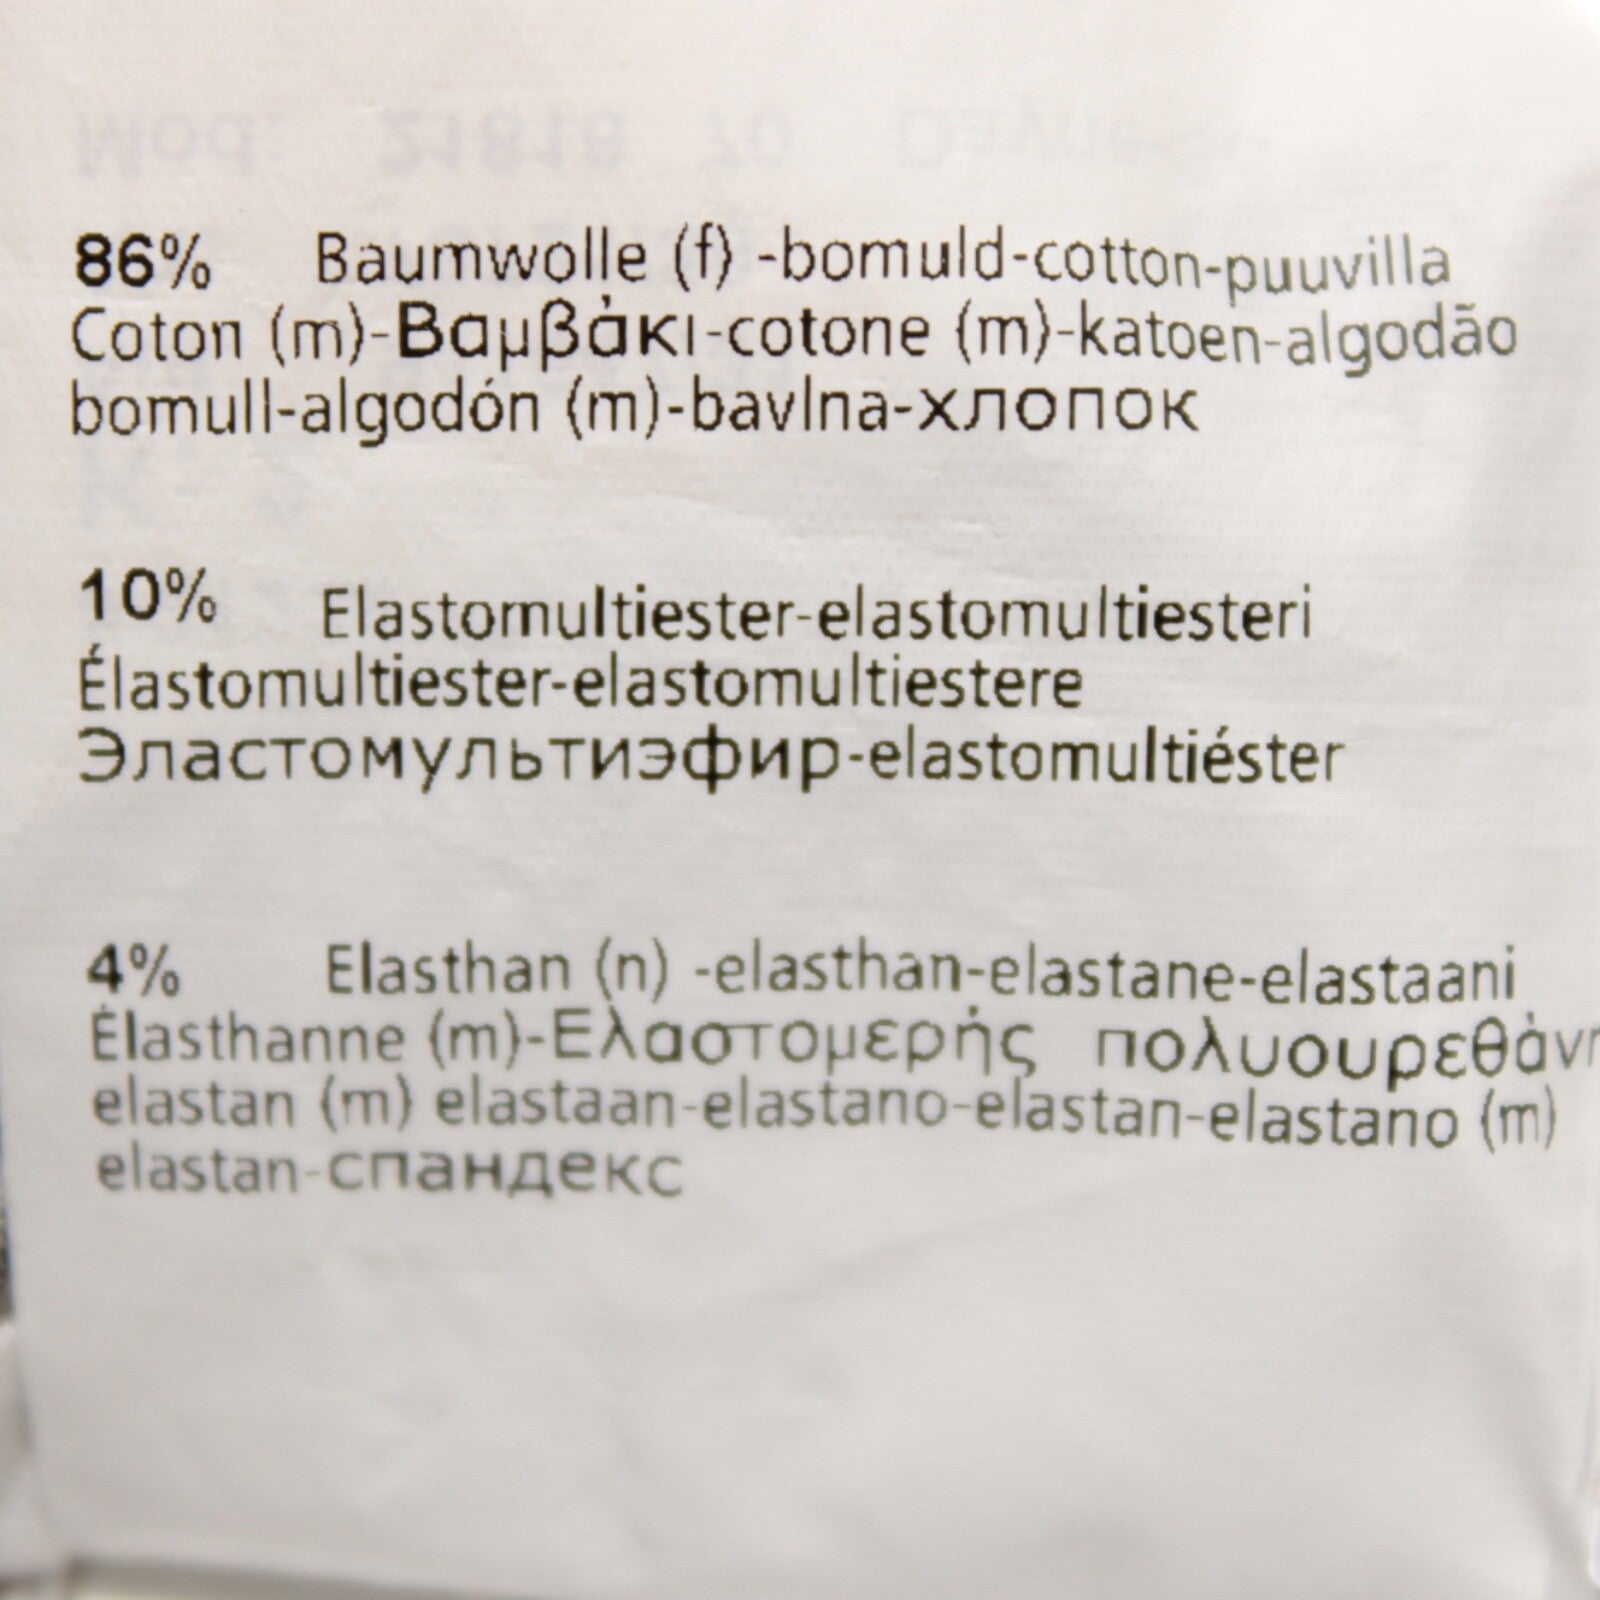 86% Baumwolle (f) -bomuld-cotton-puuvilla
Coton (m)-Βαμβάκι-cotone (m)-katoen-algodão
bomull-algodón (m)-bavlna-хлопок
10% Elastomultiester-elastomultiesteri
Élastomultiester-elastomultiestere
Эластомультиэфир-elastomultiéster
4% Elasthan (n) -elasthan-elastane-elastaani
Élasthanne (m)-Ελαστομερής
elastan (m) elastaan-elastano-elastan-elastano (m)
elastan-спандекс